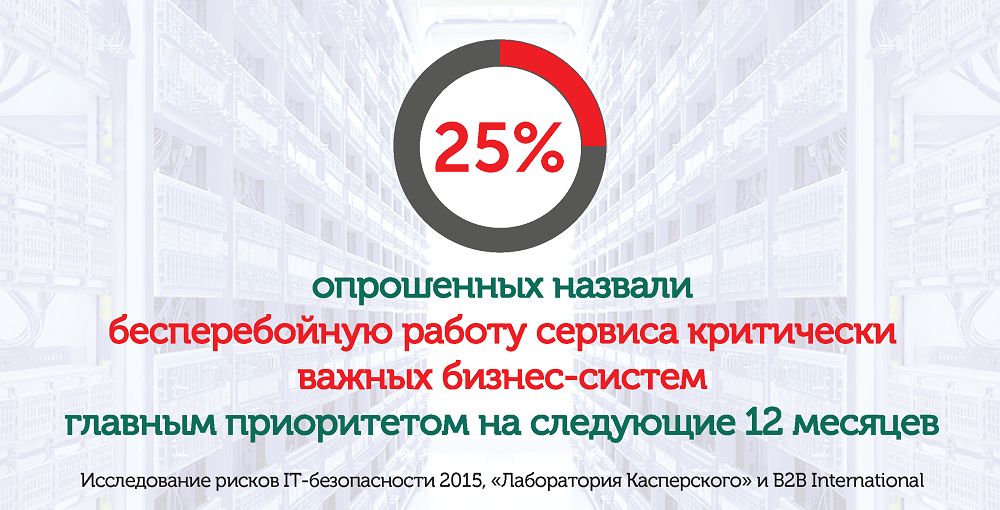 25%
опрошенных назвали
бесперебойную работу сервиса критически
важных бизнес-систем
главным приоритетом на следующие 12 месяцев
Исследование рисков IT-безопасности 2015, «Лаборатория Касперского» и B2B International